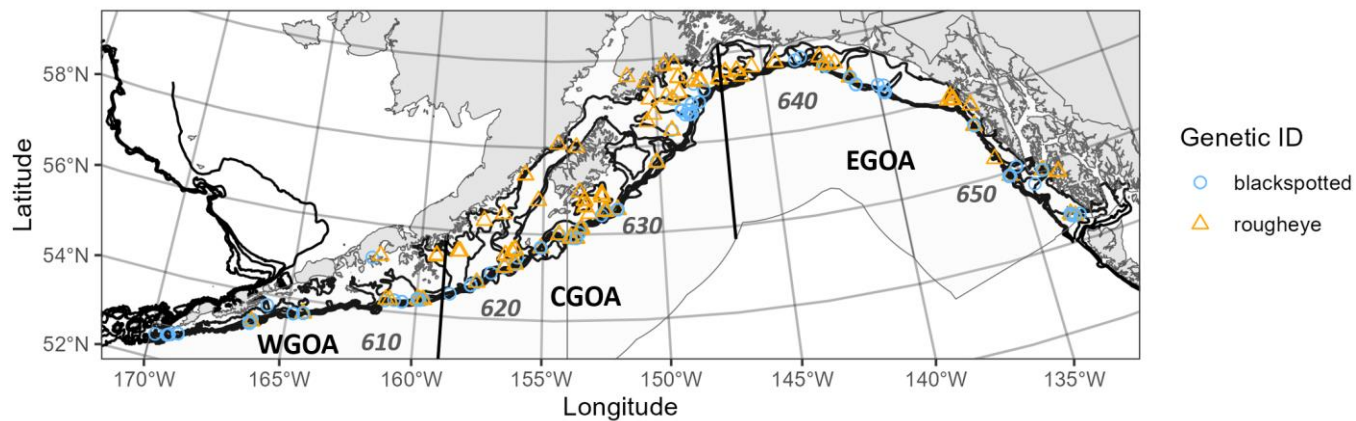 58°N
56°N
54°N
52°N
Latitude
170°W
165°W
160°W
155°W
150°W
145°W
140°W
135°W
Longitude
WGOA
610
620
CGOA
630
640
EGOA
650
Genetic ID
blackspotted
rougheye